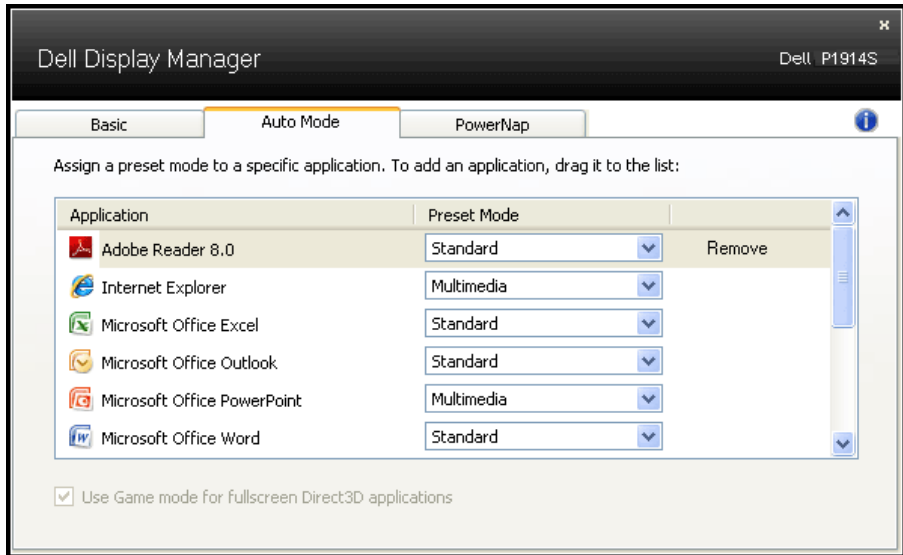 x
Dell Display Manager
Dell P1914S
Basic
Auto Mode
PowerNap
i
Assign a preset mode to a specific application. To add an application, drag it to the list:
Application Preset Mode
Adobe Reader 8.0 Standard Remove
Internet Explorer Multimedia
Microsoft Office Excel Standard
Microsoft Office Outlook Standard
Microsoft Office PowerPoint Multimedia
Microsoft Office Word Standard
Use Game mode for fullscreen Direct3D applications